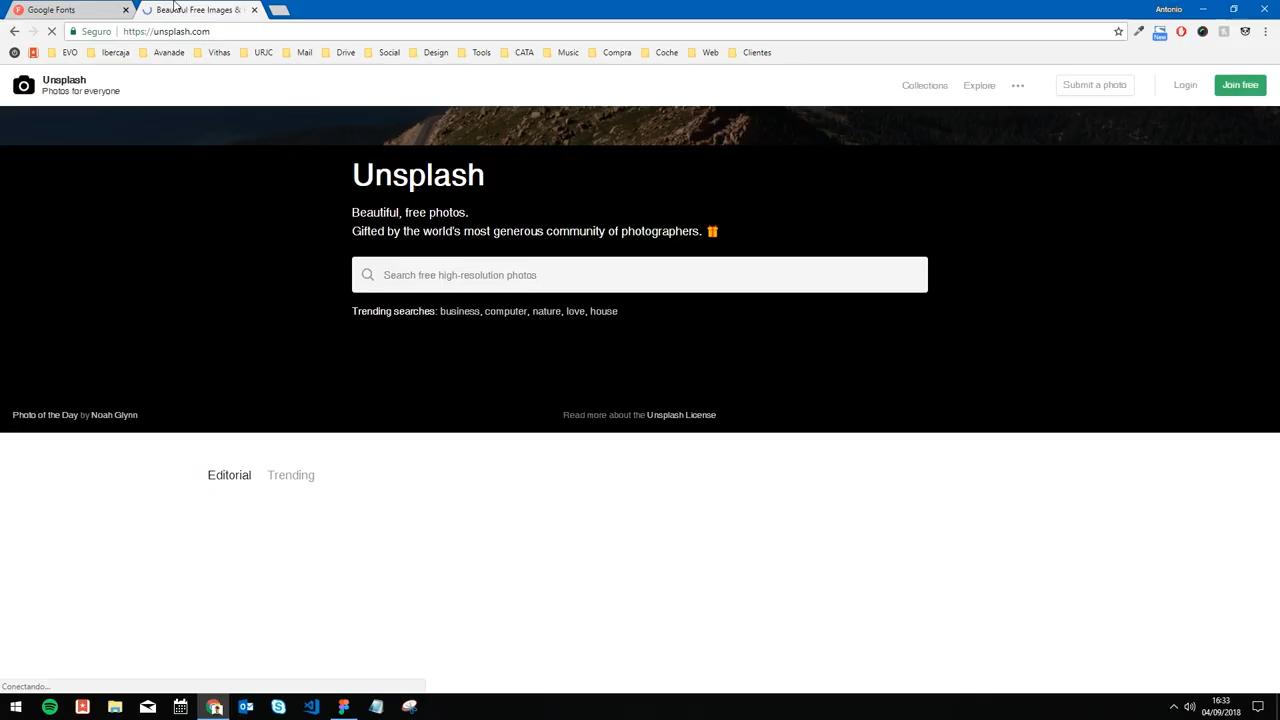 Google Fonts
Beautiful Free Images &
Antonio
Seguro https://unsplash.com
New
EVO Ibercaja Avanade Vithas URJC Mail Drive Social Design Tools CATA Music Compra Coche Web Clientes
Unsplash
Photos for everyone
Collections Explore Submit a photo Login Join free
Unsplash
Beautiful, free photos.
Gifted by the world's most generous community of photographers.
Search free high-resolution photos
Trending searches: business, computer, nature, love, house
Photo of the Day by Noah Glynn
Read more about the Unsplash License
Editorial Trending
Conectando...
16:33
04/09/2018